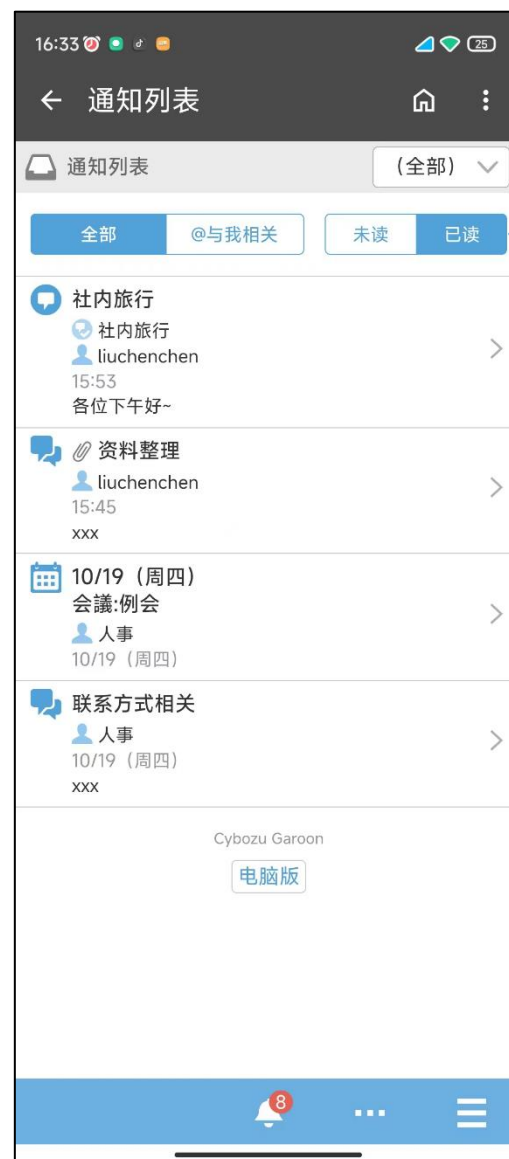 16:33
25
通知列表
通知列表
(全部)
全部
@与我相关
未读
已读
社内旅行
社内旅行
liuchenchen
15:53
各位下午好~
资料整理
liuchenchen
15:45
xxx
10/19（周四）
会議:例会
人事
10/19（周四）
联系方式相关
人事
10/19（周四）
xxx
Cybozu Garoon
电脑版
8